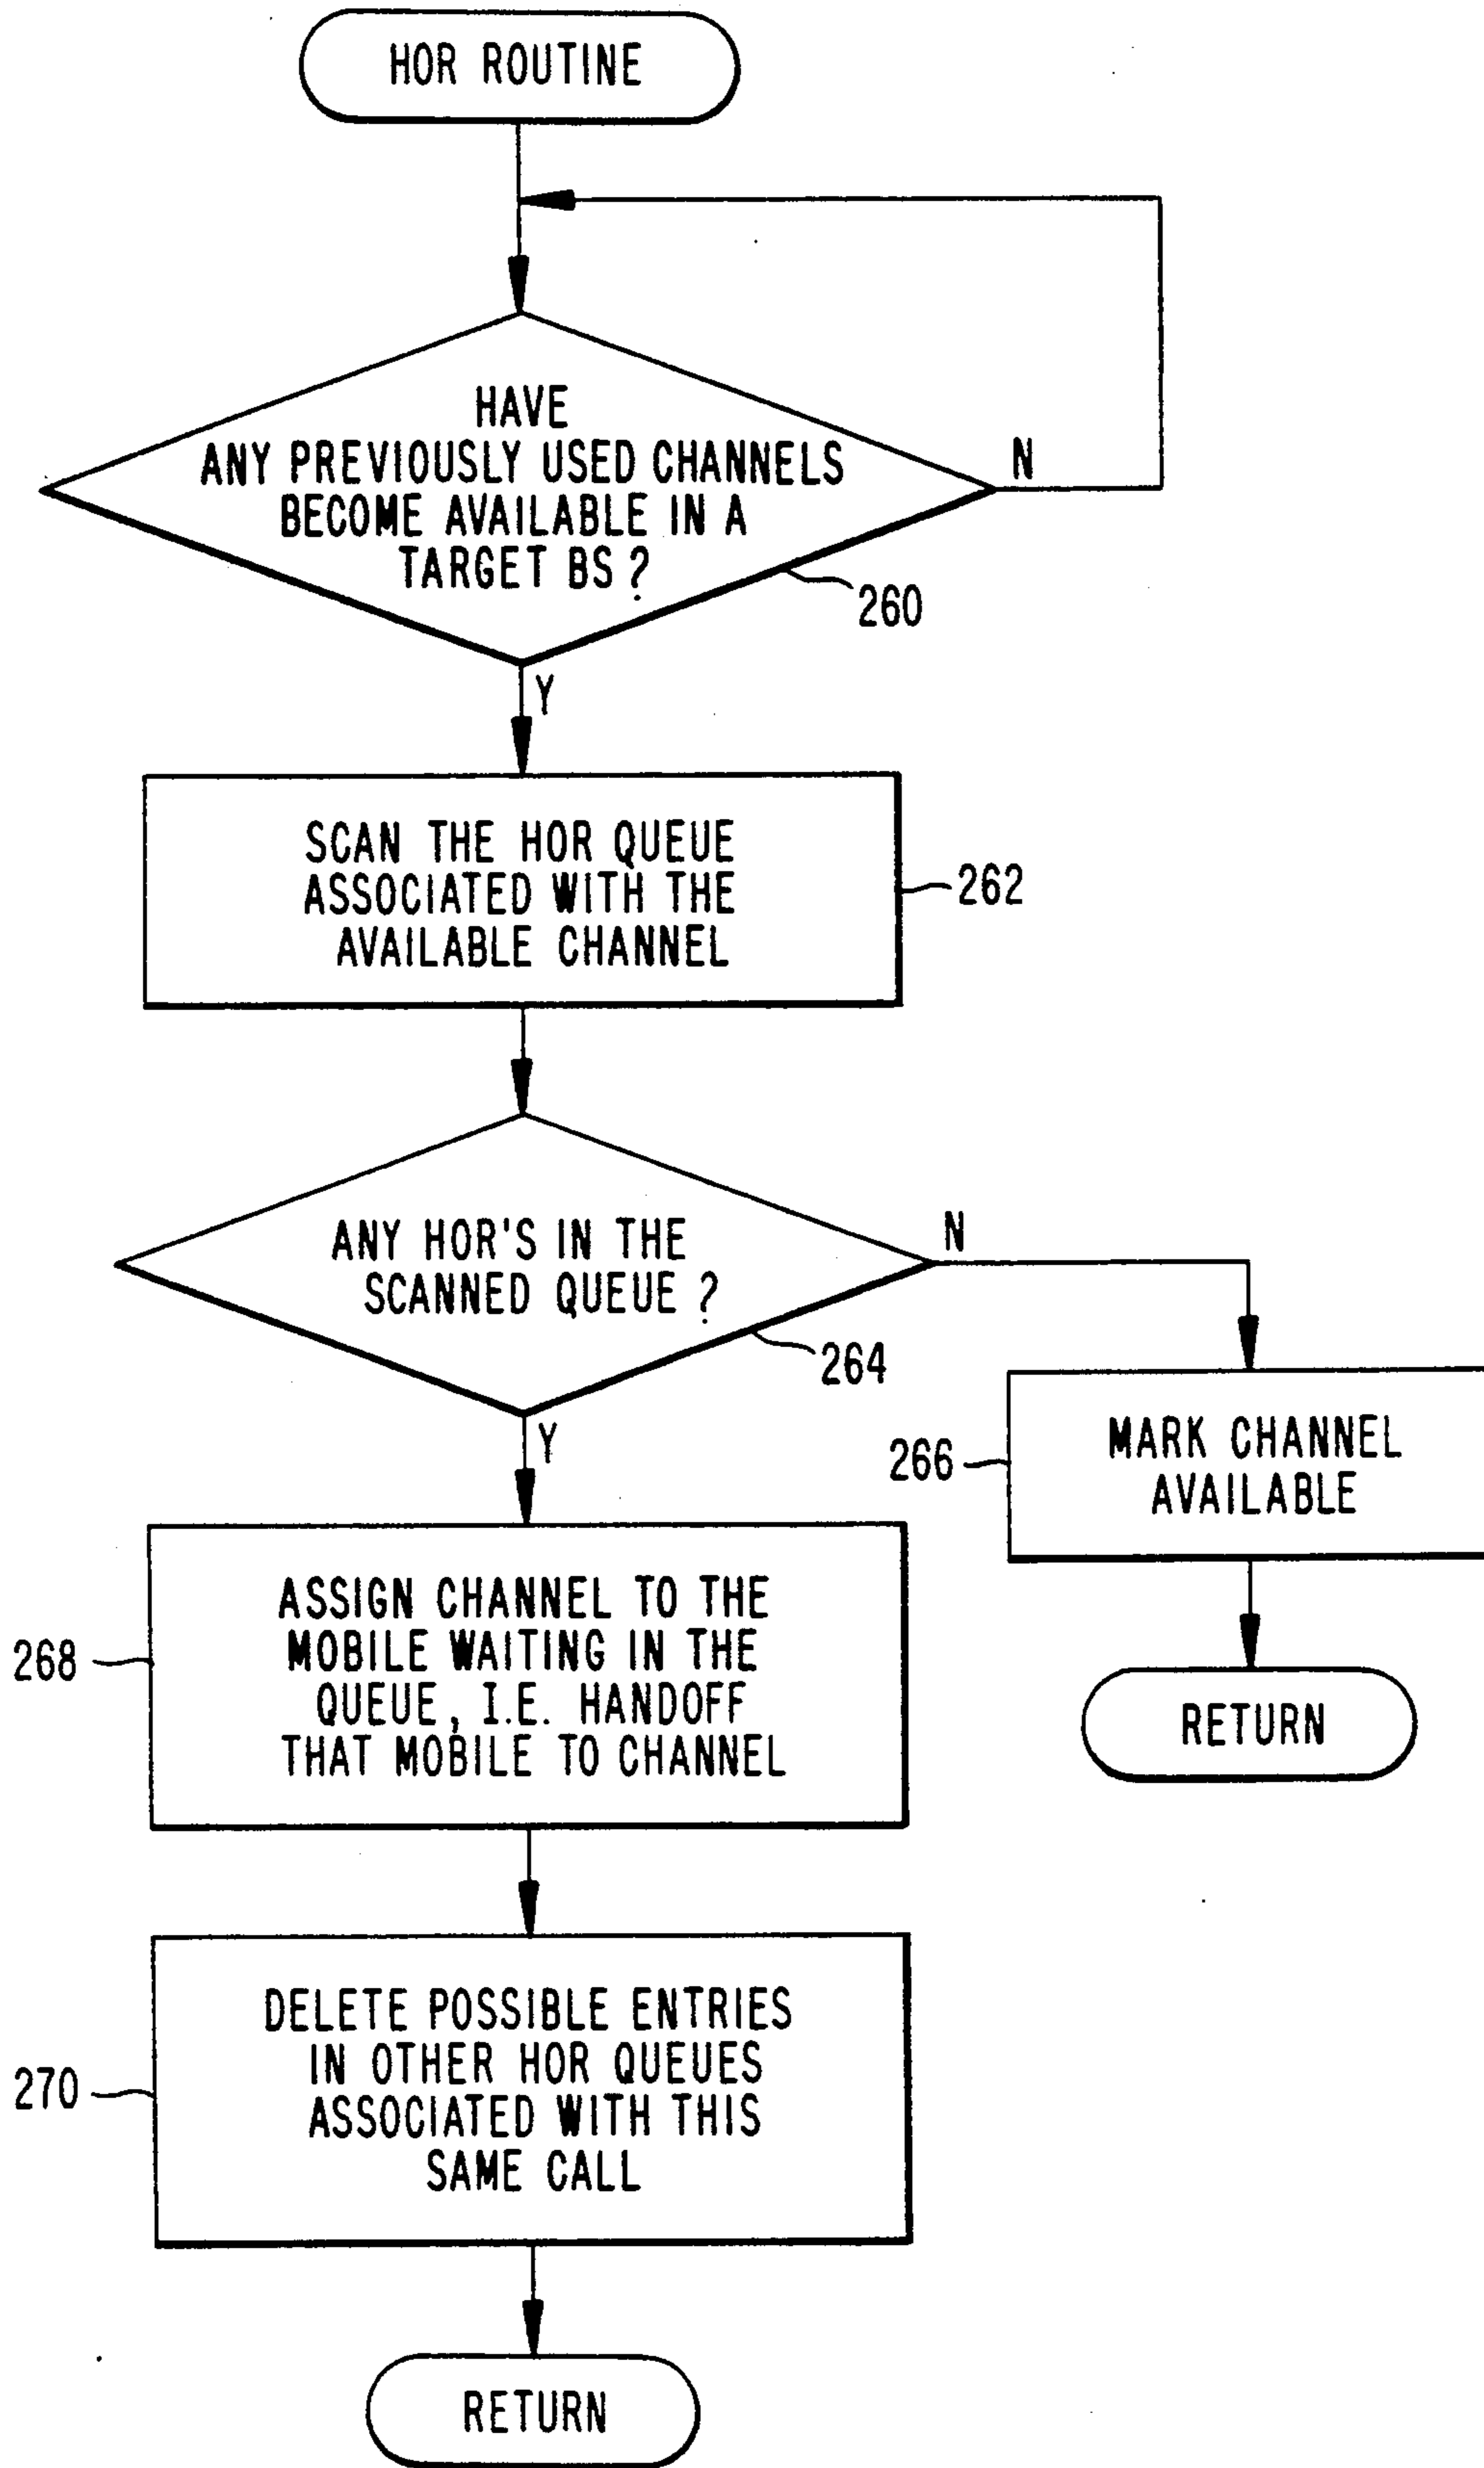 HOR ROUTINE
HAVE
ANY PREVIOUSLY USED CHANNELS
BECOME AVAILABLE IN A
TARGET BS?
N
260
Y
SCAN THE HOR QUEUE
ASSOCIATED WITH THE
AVAILABLE CHANNEL
262
ANY HOR'S IN THE
SCANNED QUEUE ?
N
264
Y
266
MARK CHANNEL
AVAILABLE
RETURN
268
ASSIGN CHANNEL TO THE
MOBILE WAITING IN THE
QUEUE, I.E. HANDOFF
THAT MOBILE TO CHANNEL
270
DELETE POSSIBLE ENTRIES
IN OTHER HOR QUEUES
ASSOCIATED WITH THIS
SAME CALL
RETURN